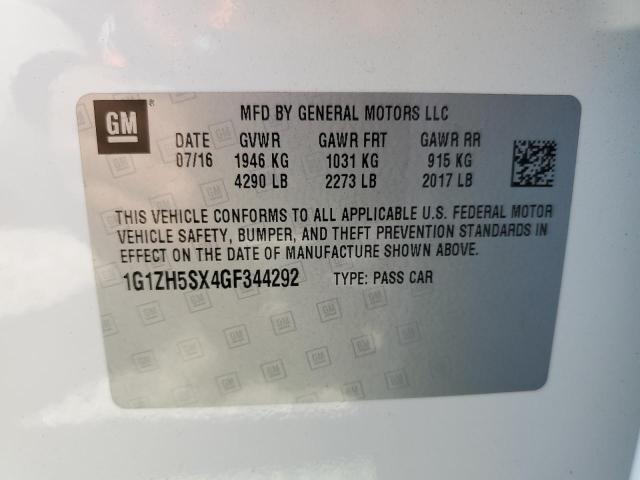 GM ®
MFD BY GENERAL MOTORS LLC
DATE GVWR GAWR FRT GAWR RR
07/16 1946 KG 1031 KG 915 KG
4290 LB 2273 LB 2017 LB
THIS VEHICLE CONFORMS TO ALL APPLICABLE U.S. FEDERAL MOTOR
VEHICLE SAFETY, BUMPER, AND THEFT PREVENTION STANDARDS IN
EFFECT ON THE DATE OF MANUFACTURE SHOWN ABOVE.
1G1ZH5SX4GF344292 TYPE: PASS CAR